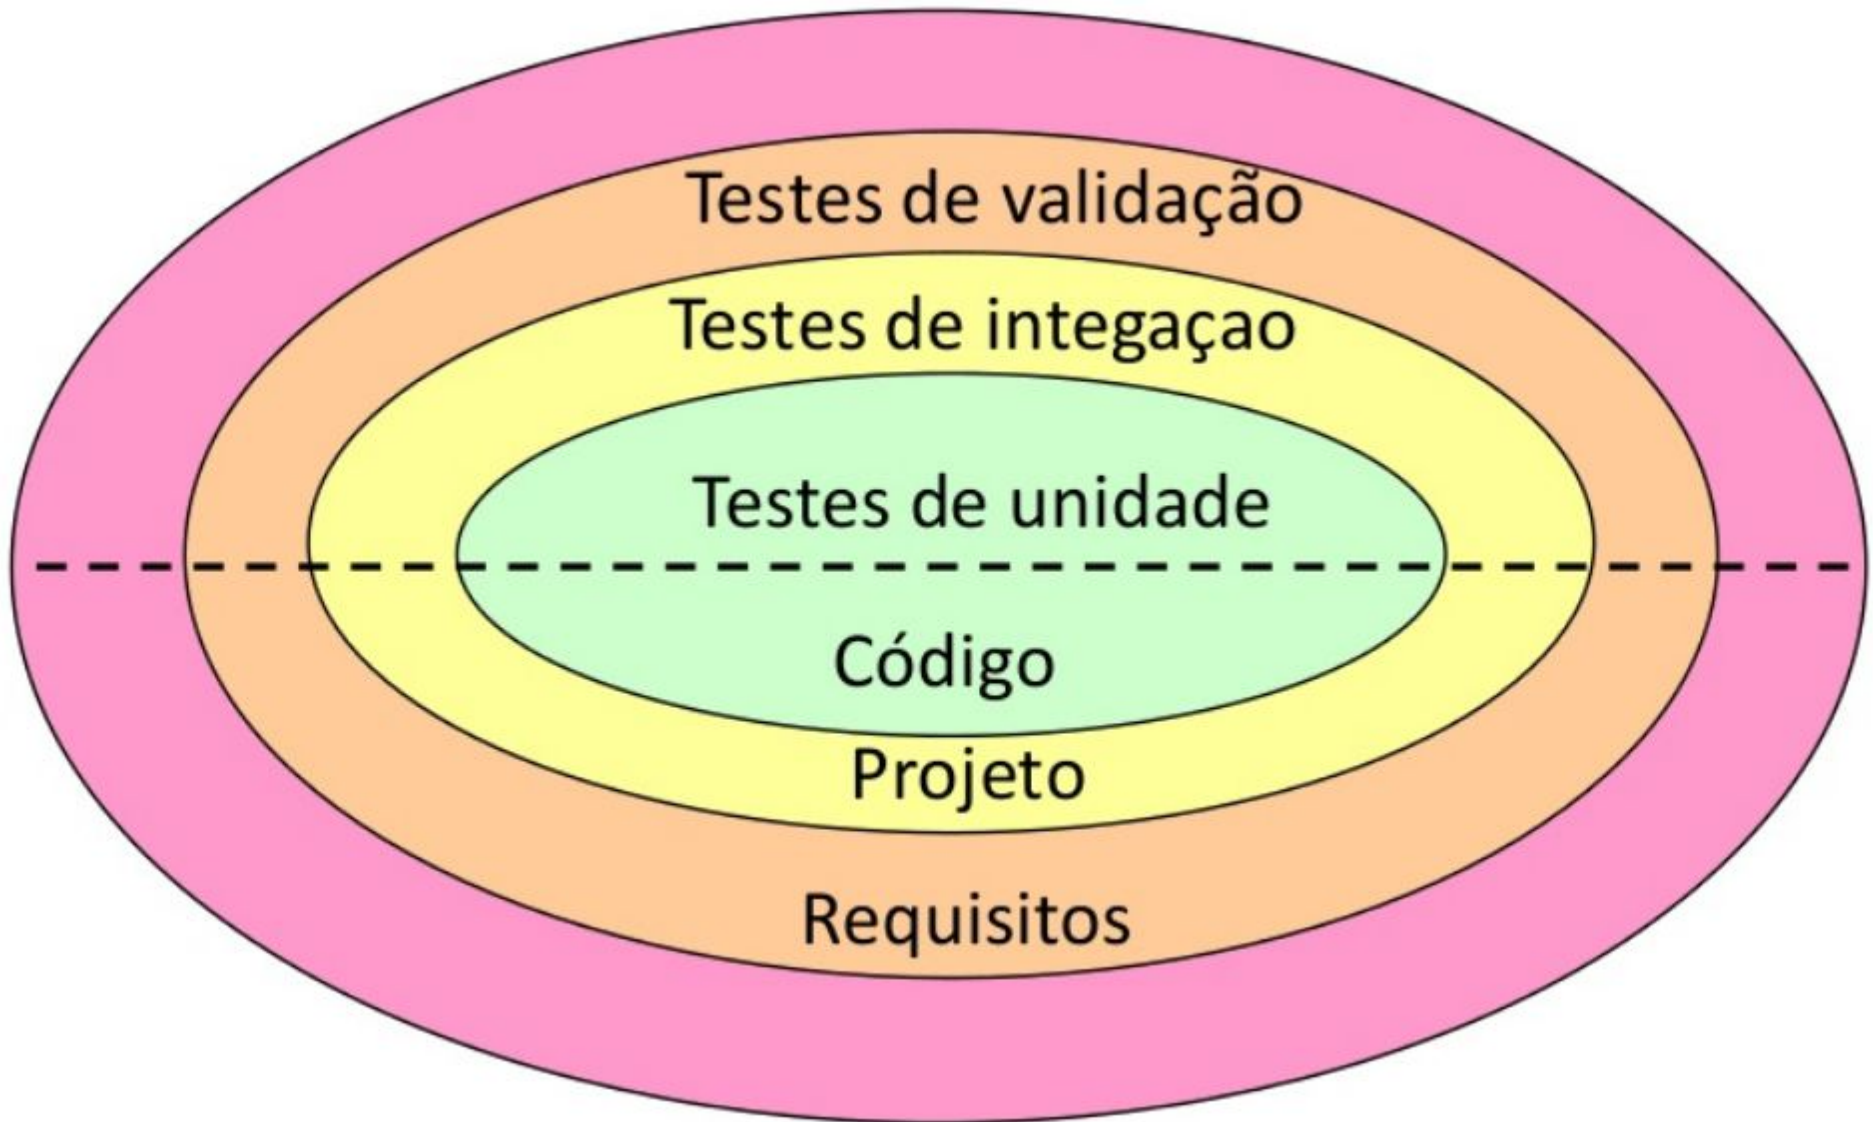 Testes de validação
Testes de integaçao
Testes de unidade
Código
Projeto
Requisitos